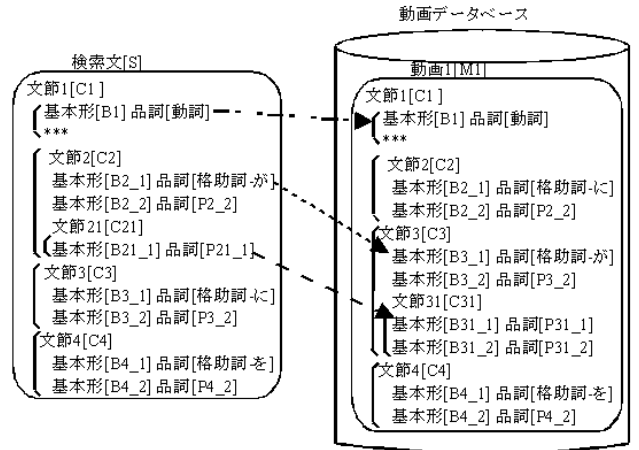 動画データベース
検索文[S]
文節1[C1 ]
基本形[B1] 品詞[動詞]
***
文節2[C2]
基本形[B2_1] 品詞[格助詞-が]
基本形[B2_2] 品詞[P2_2]
文節21[C21]
基本形[B21_1] 品詞[P21_1]
文節3[C3]
基本形[B3_1] 品詞[格助詞-に]
基本形[B3_2] 品詞[P3_2]
文節4[C4]
基本形[B4_1] 品詞[格助詞-を]
基本形[B4_2] 品詞[P4_2]
動画1[M1]
文節1[C1 ]
基本形[B1] 品詞[動詞]
***
文節2[C2]
基本形[B2_1] 品詞[格助詞-に]
基本形[B2_2] 品詞[P2_2]
文節3[C3]
基本形[B3_1] 品詞[格助詞-が]
基本形[B3_2] 品詞[P3_2]
文節31[C31]
基本形[B31_1] 品詞[P31_1]
基本形[B31_2] 品詞[P31_2]
文節4[C4]
基本形[B4_1] 品詞[格助詞-を]
基本形[B4_2] 品詞[P4_2]